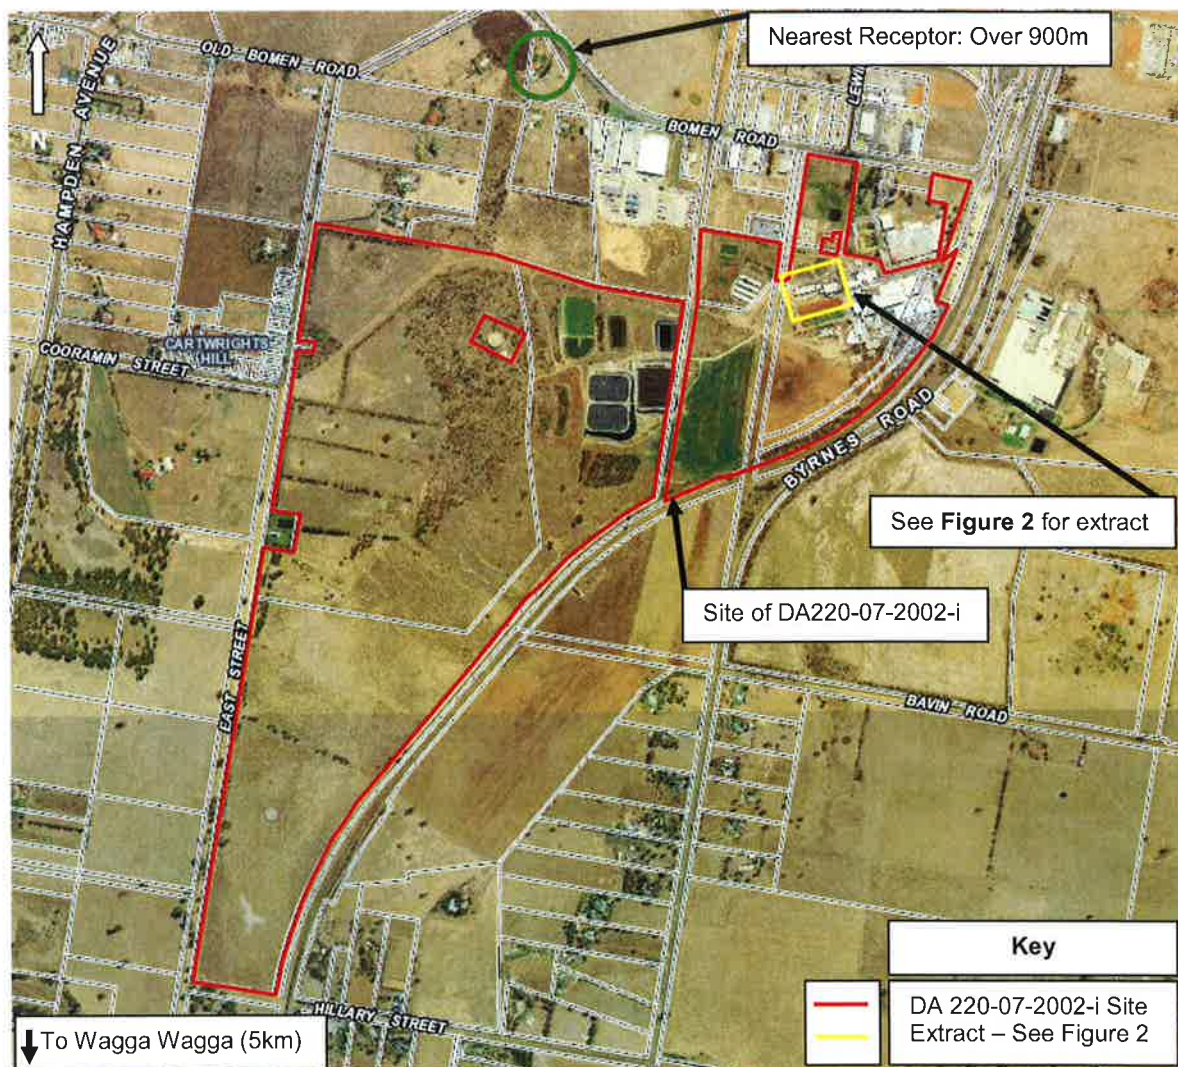 Nearest Receptor: Over 900m
OLD BOMEN ROAD
HAMPDEN AVENUE
N
BOMEN ROAD
CARTWRIGHTS
HILL
COORAMIN STREET
BYRNES ROAD
See Figure 2 for extract
Site of DA220-07-2002-i
EAST STREET
BAVIN ROAD
Key
DA 220-07-2002-i Site
Extract – See Figure 2
HILLARY STREET
To Wagga Wagga (5km)